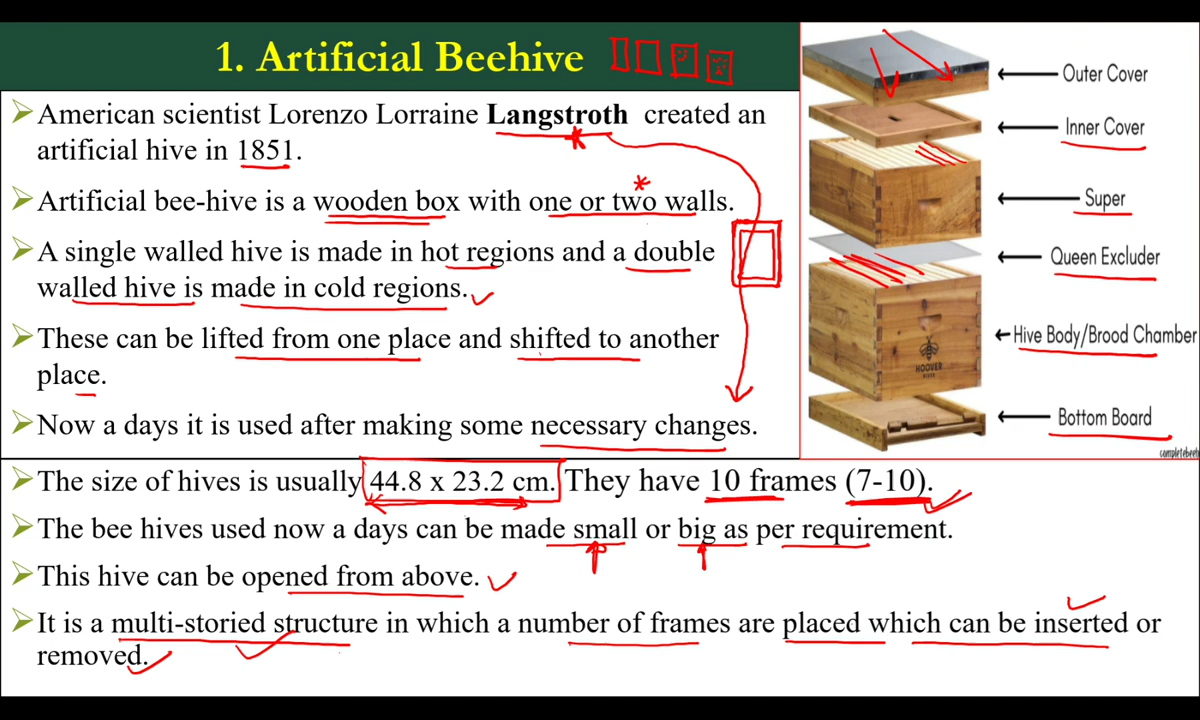 1. Artificial Beehive
American scientist Lorenzo Lorraine Langstroth created an
artificial hive in 1851.
Artificial bee-hive is a wooden box with one or two walls.
A single walled hive is made in hot regions and a double
walled hive is made in cold regions.
These can be lifted from one place and shifted to another
place.
Now a days it is used after making some necessary changes.
Outer Cover
Inner Cover
Super
Queen Excluder
Hive Body/Brood Chamber
HOOVER
HIVES
Bottom Board
The size of hives is usually 44.8 x 23.2 cm. They have 10 frames (7-10).
The bee hives used now a days can be made small or big as per requirement.
This hive can be opened from above.
It is a multi-storied structure in which a number of frames are placed which can be inserted or
removed.